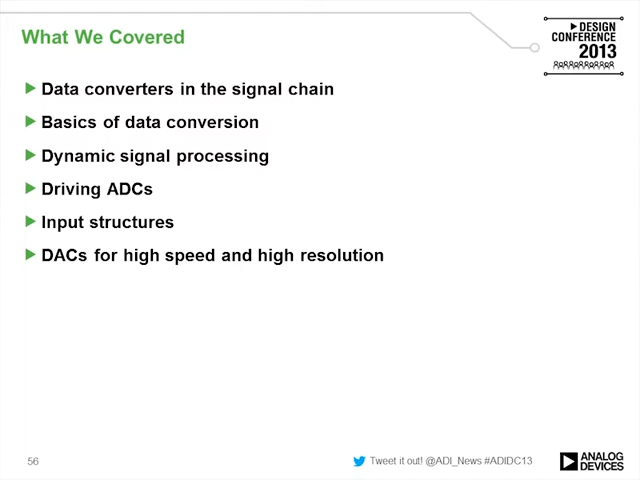 What We Covered
DESIGN
CONFERENCE
2013
Data converters in the signal chain
Basics of data conversion
Dynamic signal processing
Driving ADCs
Input structures
DACs for high speed and high resolution
56
Tweet it out! @ADI_News #ADIDC13
ANALOG
DEVICES